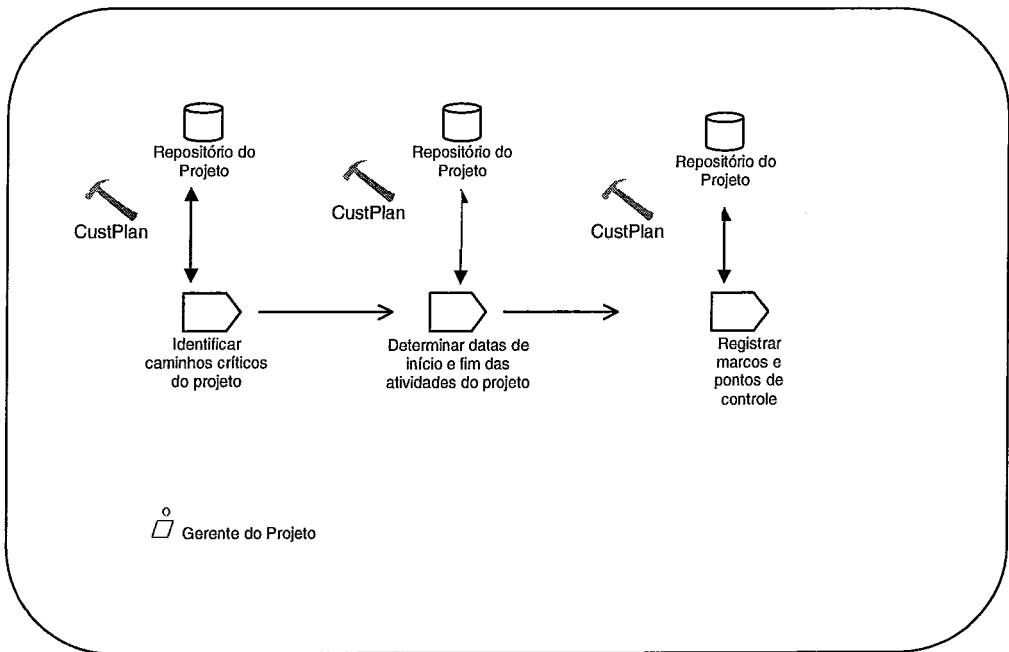 Repositório do
Projeto
CustPlan
Identificar
caminhos críticos
do projeto
Repositório do
Projeto
CustPlan
Determinar datas de
início e fim das
atividades do projeto
Repositório do
Projeto
CustPlan
Registrar
marcos e
pontos de
controle
Gerente do Projeto